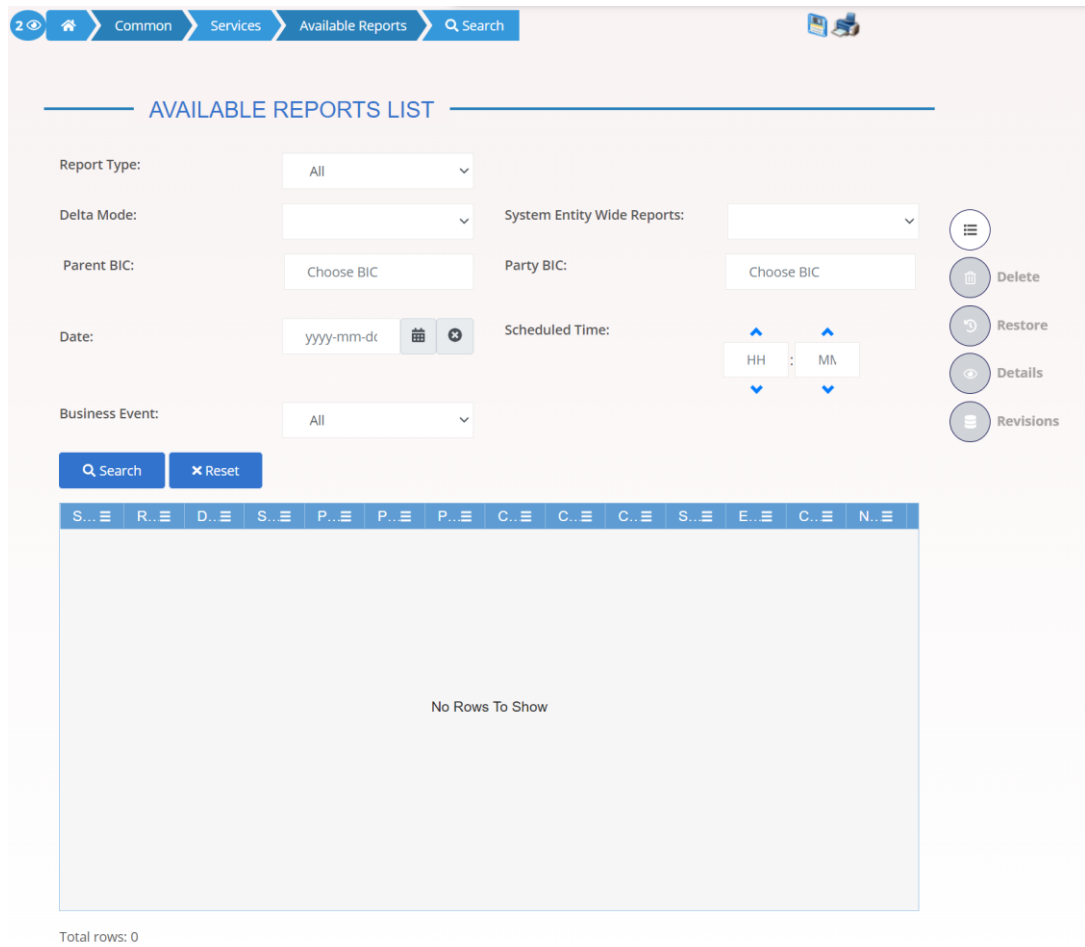 2 Common Services Available Reports Search
AVAILABLE REPORTS LIST
Report Type: All
Delta Mode: System Entity Wide Reports:
Parent BIC: Choose BIC Party BIC: Choose BIC
Delete
Date: yyyy-mm-dd Scheduled Time: Restore
HH : MM
Details
Business Event: All Revisions
Search Reset
S... R... D... S... P... P... P... C... C... C... S... E... C... N...
No Rows To Show
Total rows: 0